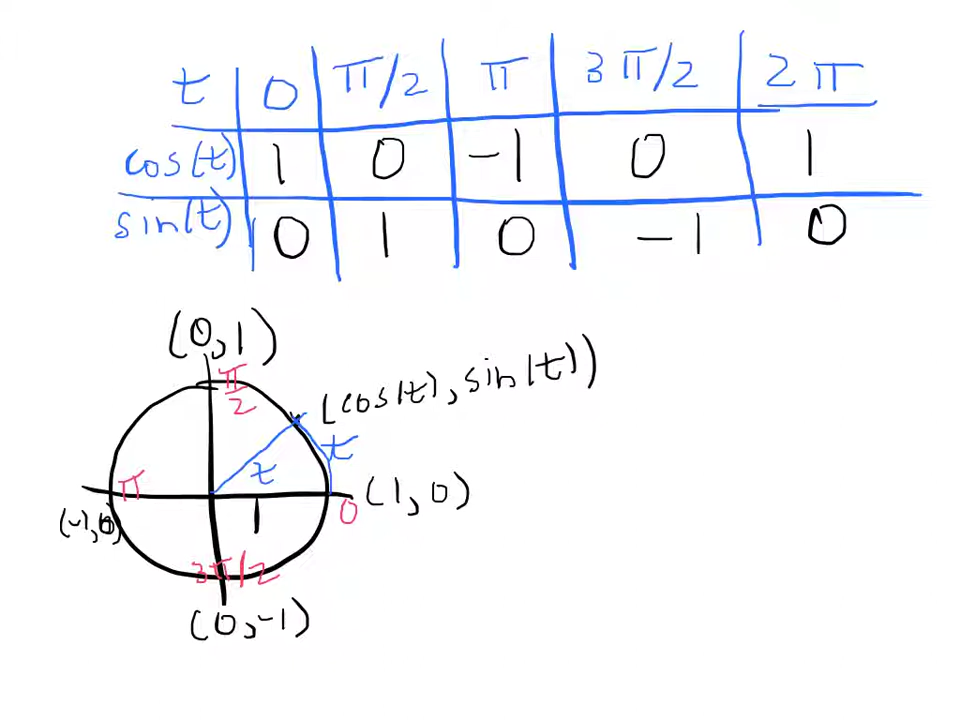 t 0 π/2 π 3π/2 2π
cos(t) 1 0 -1 0 1
sin(t) 0 1 0 -1 0
(0,1)
π/2
(cos(t), sin(t))
t
t
π
(1,0)
0
(-1,0)
1
3π/2
(0,-1)